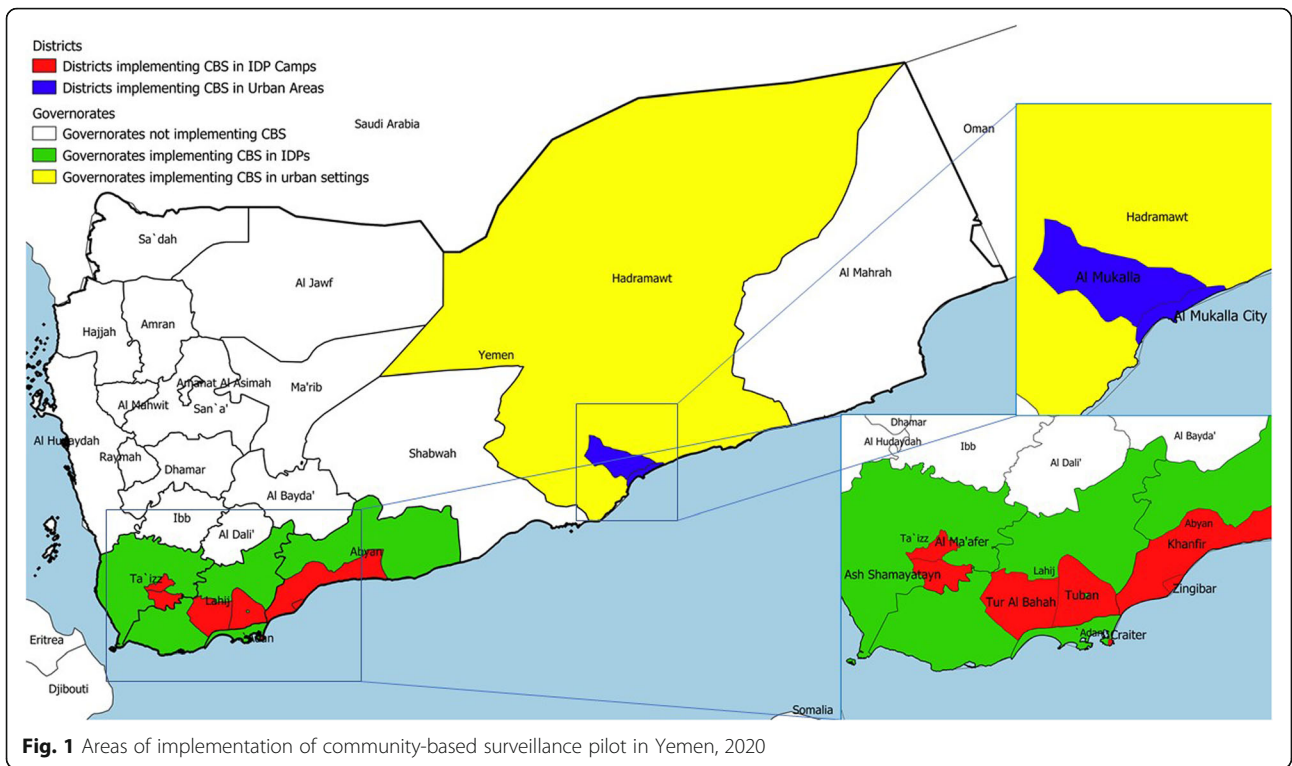 Districts
Districts implementing CBS in IDP Camps
Districts implementing CBS in Urban Areas
Governorates
Governorates not implementing CBS
Governorates implementing CBS in IDPs
Governorates implementing CBS in urban settings
Saudi Arabia
Oman
Sa`dah
Al Jawf
Hadramawt
Al Mahrah
Hajjah
Amran
Yemen
Amanat Al Asimah
Ma'rib
Al Mahwit
San`a'
Al Hudaydah
Raymah
Dhamar
Shabwah
Al Bayda'
Ibb
Al Dali'
Ta`izz
Abyan
Lahij
`Adan
Eritrea
Djibouti
Somalia
Hadramawt
Al Mukalla
Al Mukalla City
Dhamar
Al Hudaydah
Ibb
Al Bayda'
Al Dali'
Ta`izz
Al Ma'afer
Abyan
Khanfir
Ash Shamayatayn
Lahij
Tur Al Bahah
Tuban
Zingibar
`Adan
Craiter
Fig. 1 Areas of implementation of community-based surveillance pilot in Yemen, 2020